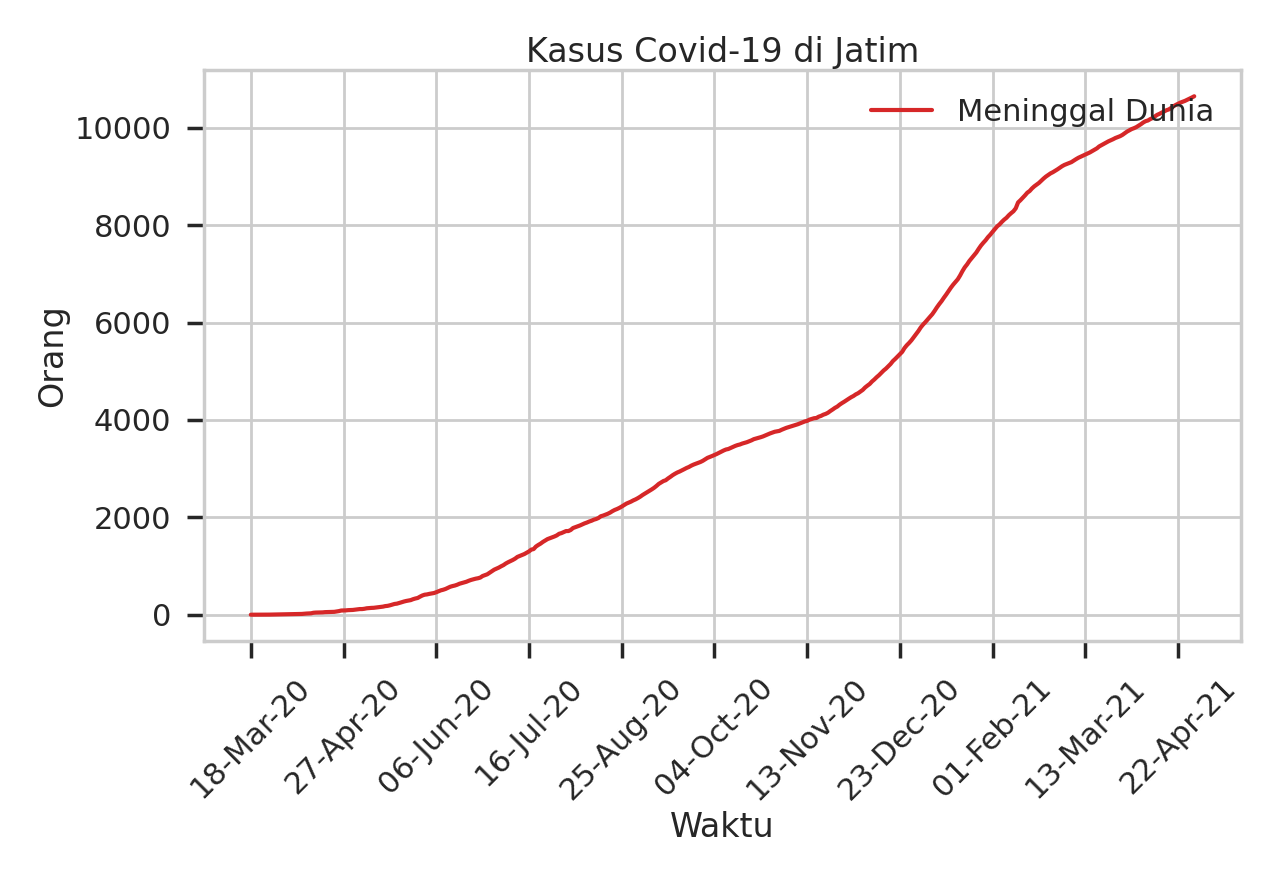 Kasus Covid-19 di Jatim
Meninggal Dunia
10000
8000
6000
4000
2000
0
Orang
18-Mar-20
27-Apr-20
06-Jun-20
16-Jul-20
25-Aug-20
04-Oct-20
13-Nov-20
23-Dec-20
01-Feb-21
13-Mar-21
22-Apr-21
Waktu